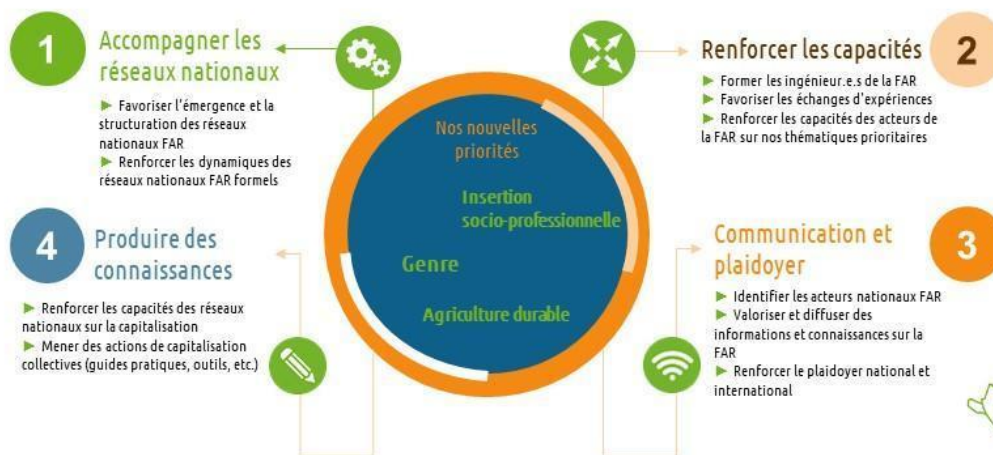 1
Accompagner les
réseaux nationaux
► Favoriser l'émergence et la
structuration des réseaux
nationaux FAR
► Renforcer les dynamiques des
réseaux nationaux FAR formels
2
Renforcer les capacités
► Former les ingénieur.e.s de la FAR
► Favoriser les échanges d'expériences
► Renforcer les capacités des acteurs de
la FAR sur nos thématiques prioritaires
Nos nouvelles
priorités
Insertion
socio-professionnelle
Genre
Agriculture durable
4
Produire des
connaissances
► Renforcer les capacités des réseaux
nationaux sur la capitalisation
► Mener des actions de capitalisation
collectives (guides pratiques, outils, etc.)
3
Communication et
plaidoyer
► Identifier les acteurs nationaux FAR
► Valoriser et diffuser des
informations et connaissances sur la
FAR
► Renforcer le plaidoyer national et
international